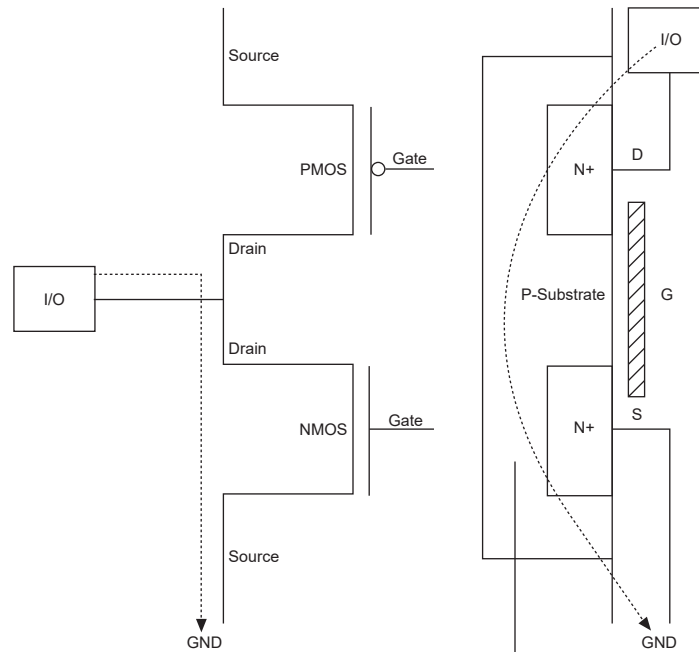 Source
PMOS
Gate
Drain
I/O
Drain
NMOS
Gate
Source
GND
I/O
N+
D
P-Substrate
G
S
N+
GND